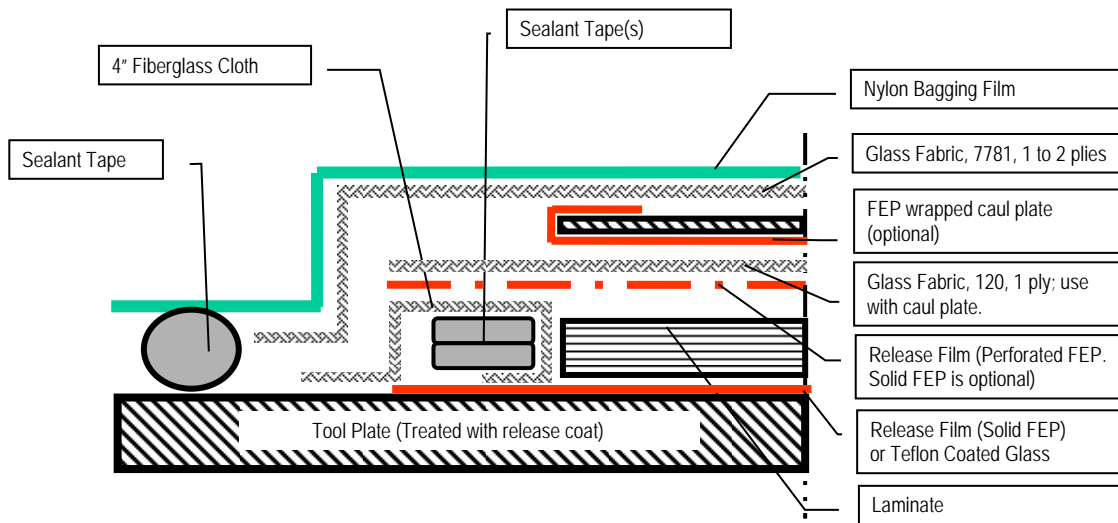 Sealant Tape(s)
4” Fiberglass Cloth
Nylon Bagging Film
Sealant Tape
Glass Fabric, 7781, 1 to 2 plies
FEP wrapped caul plate
(optional)
Glass Fabric, 120, 1 ply; use
with caul plate.
Release Film (Perforated FEP.
Solid FEP is optional)
Tool Plate (Treated with release coat)
Release Film (Solid FEP)
or Teflon Coated Glass
Laminate